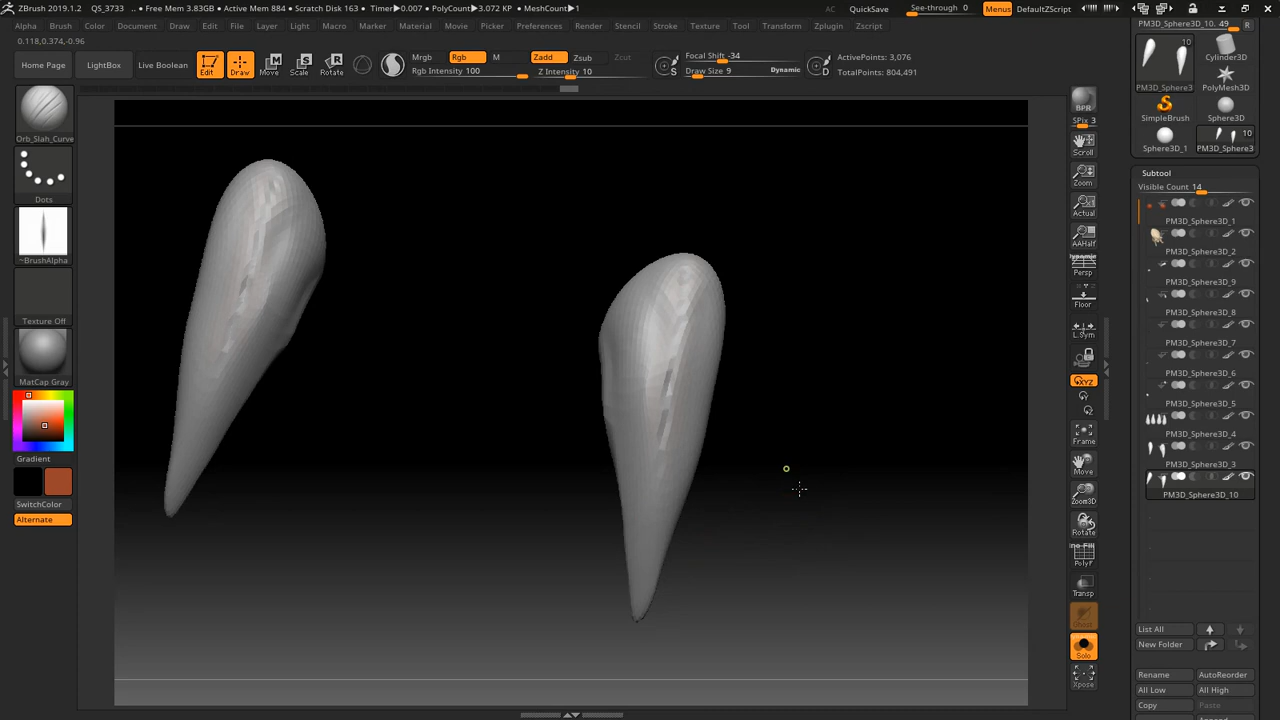 ZBrush 2019.1.2 QS_3733 .. • Free Mem 3.83GB • Active Mem 884 • Scratch Disk 163 • Timer▶0.007 • PolyCount▶3.072 KP • MeshCount▶1
AC QuickSave See-through 0 Menus DefaultZScript
Alpha Brush Color Document Draw Edit File Layer Light Macro Marker Material Movie Picker Preferences Render Stencil Stroke Texture Tool Transform Zplugin Zscript
0.118,0.374,-0.96
Home Page LightBox Live Boolean Edit Draw Move Scale Rotate
Mrgb Rgb M Zadd Zsub Zcut
Rgb Intensity 100 Z Intensity 10
Focal Shift -34
Draw Size 9 Dynamic
S
D
ActivePoints: 3,076
TotalPoints: 804,491
Orb_Slah_Curve
Dots
~BrushAlpha
Texture Off
MatCap Gray
Gradient
SwitchColor
Alternate
BPR
SPix 3
Scroll
Zoom
Actual
AAHalf
Dynamic
Persp
Floor
L.Sym
XYZ
Frame
Move
Zoom3D
Rotate
PolyF
Transp
Ghost
Solo
Xpose
PM3D_Sphere3D_10. 49
R
10
PM3D_Sphere3
Cylinder3D
PolyMesh3D
SimpleBrush
Sphere3D
Sphere3D_1
10
PM3D_Sphere3
Subtool
Visible Count 14
PM3D_Sphere3D_1
PM3D_Sphere3D_2
PM3D_Sphere3D_9
PM3D_Sphere3D_8
PM3D_Sphere3D_7
PM3D_Sphere3D_6
PM3D_Sphere3D_5
PM3D_Sphere3D_4
PM3D_Sphere3D_3
PM3D_Sphere3D_10
List All
New Folder
Rename AutoReorder
All Low All High
Copy Paste